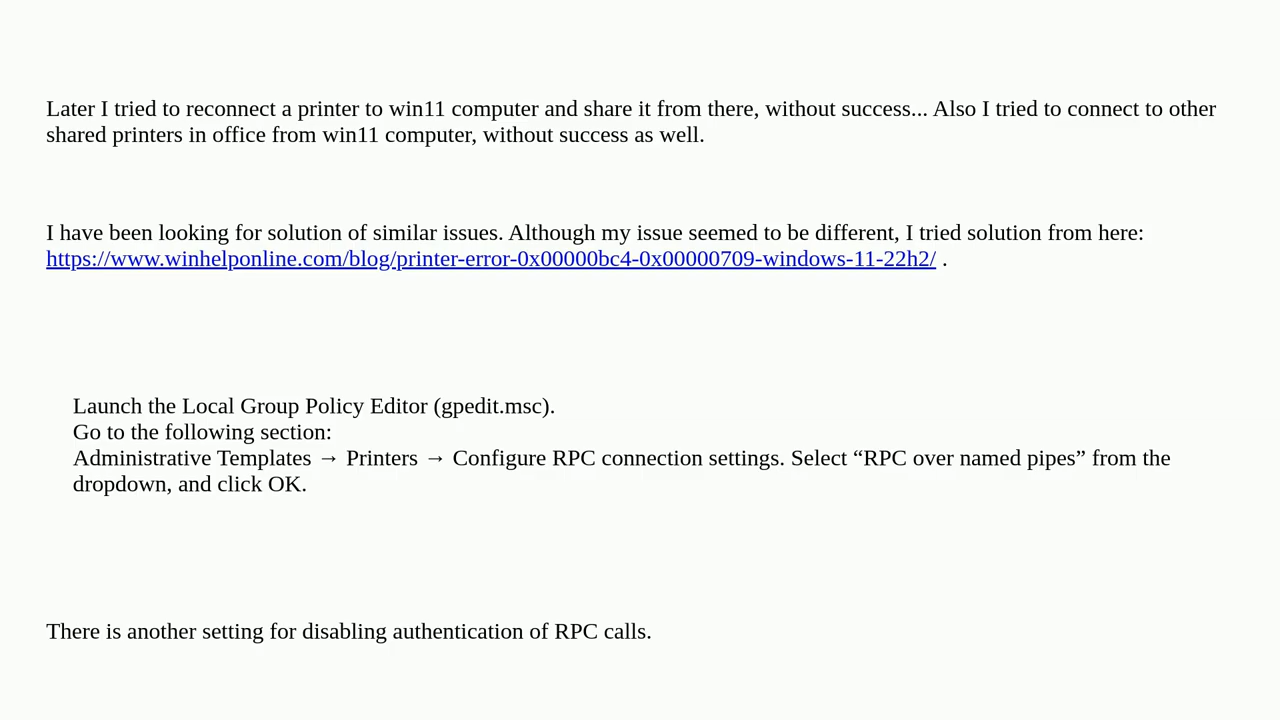 Later I tried to reconnect a printer to win11 computer and share it from there, without success... Also I tried to connect to other
shared printers in office from win11 computer, without success as well.
I have been looking for solution of similar issues. Although my issue seemed to be different, I tried solution from here:
https://www.winhelponline.com/blog/printer-error-0x00000bc4-0x00000709-windows-11-22h2/ .
Launch the Local Group Policy Editor (gpedit.msc).
Go to the following section:
Administrative Templates → Printers → Configure RPC connection settings. Select “RPC over named pipes” from the
dropdown, and click OK.
There is another setting for disabling authentication of RPC calls.